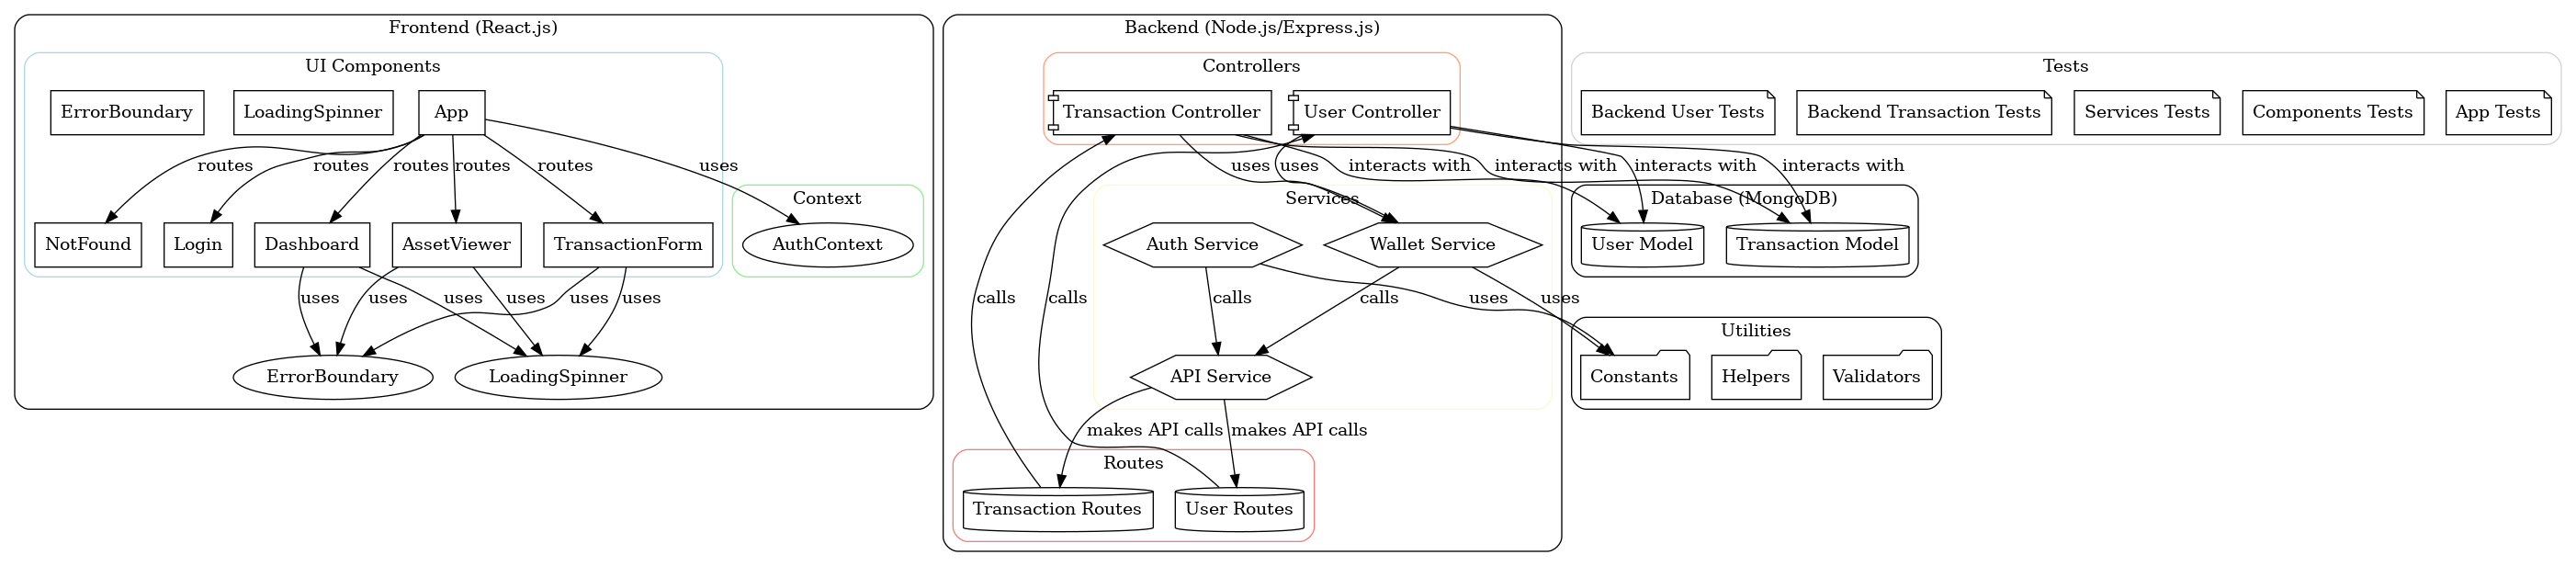 Frontend (React.js)
UI Components
ErrorBoundary
LoadingSpinner
App
routes
routes
routes
routes
routes
uses
Context
NotFound
Login
Dashboard
AssetViewer
TransactionForm
AuthContext
uses
uses
uses
uses
uses
uses
ErrorBoundary
LoadingSpinner
Backend (Node.js/Express.js)
Controllers
Transaction Controller
User Controller
uses
uses
interacts with
interacts with
interacts with
interacts with
Services
Auth Service
Wallet Service
calls
calls
calls
calls
uses
uses
API Service
makes API calls
makes API calls
Routes
Transaction Routes
User Routes
Tests
Backend User Tests
Backend Transaction Tests
Services Tests
Components Tests
App Tests
Database (MongoDB)
User Model
Transaction Model
Utilities
Constants
Helpers
Validators